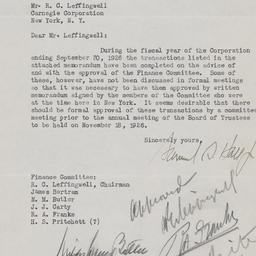 Mr. R. C. Leffingwell
Carnegie Corporation
New York, N. Y.
Dear Mr. Leffingwell:
During the fiscal year of the Corporation
ending September 30, 1926 the transactions listed in the
attached memorandum have been completed on the advice of
and with the approval of the Finance Committee. Some of
these, however, have not been discussed in formal meetings
so that it was necessary to have them approved by written
memorandum signed by the members of the Committee who were
at the time here in New York. It seems desirable that there
should be formal approval of these transactions by a committee
meeting prior to the annual meeting of the Board of Trustees
to be held on November 18, 1926.
Sincerely yours,
Finance Committee:
R. C. Leffingwell, Chairman
James Bertram
N. M. Butler
J. J. Carty
R. A. Franks
H. S. Pritchett (7)
Approved
R. C. Leffingwell
R A Franks